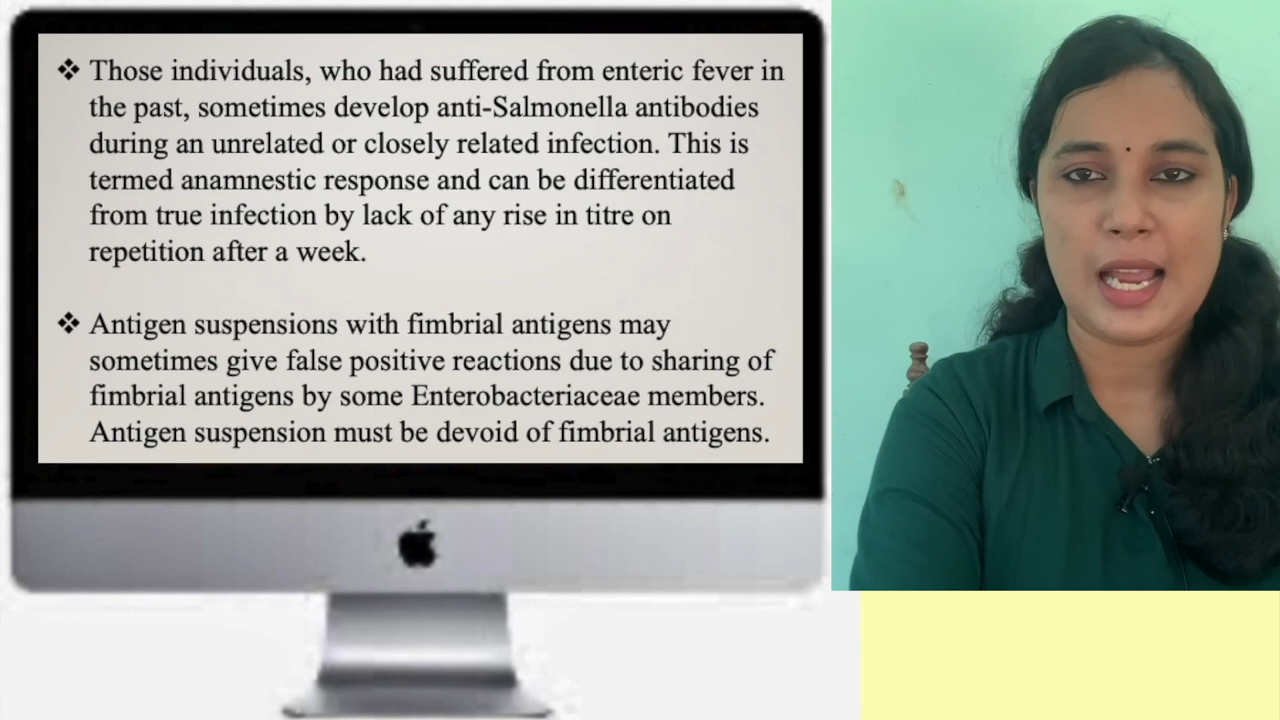 ❖ Those individuals, who had suffered from enteric fever in
the past, sometimes develop anti-Salmonella antibodies
during an unrelated or closely related infection. This is
termed anamnestic response and can be differentiated
from true infection by lack of any rise in titre on
repetition after a week.
❖ Antigen suspensions with fimbrial antigens may
sometimes give false positive reactions due to sharing of
fimbrial antigens by some Enterobacteriaceae members.
Antigen suspension must be devoid of fimbrial antigens.